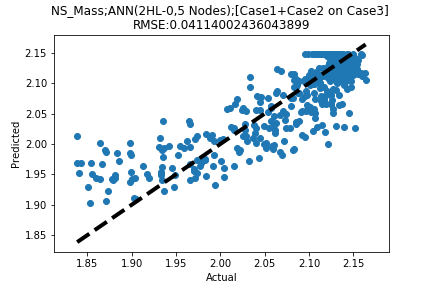 NS_Mass;ANN(2HL-0,5 Nodes);[Case1+Case2 on Case3]
RMSE:0.04114002436043899
2.15
2.10
2.05
2.00
1.95
1.90
1.85
Predicted
1.85 1.90 1.95 2.00 2.05 2.10 2.15
Actual